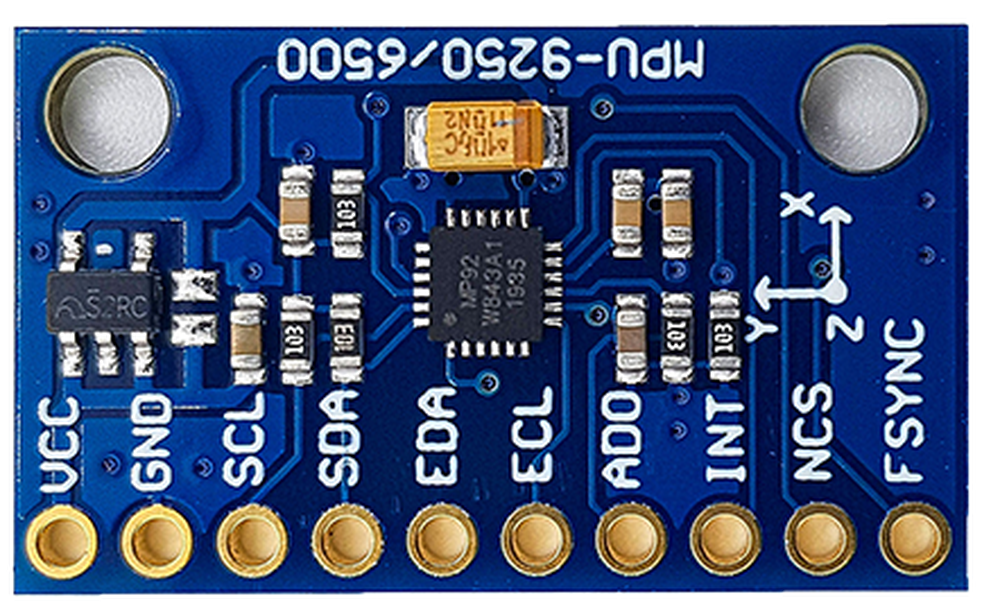 MPU-9250/6500
103
S2RC
MP92
W843A1
1935
X
Y
Z
103
103
103
103
VCC
GND
SCL
SDA
EDA
ECL
ADO
INT
NCS
FSYNC